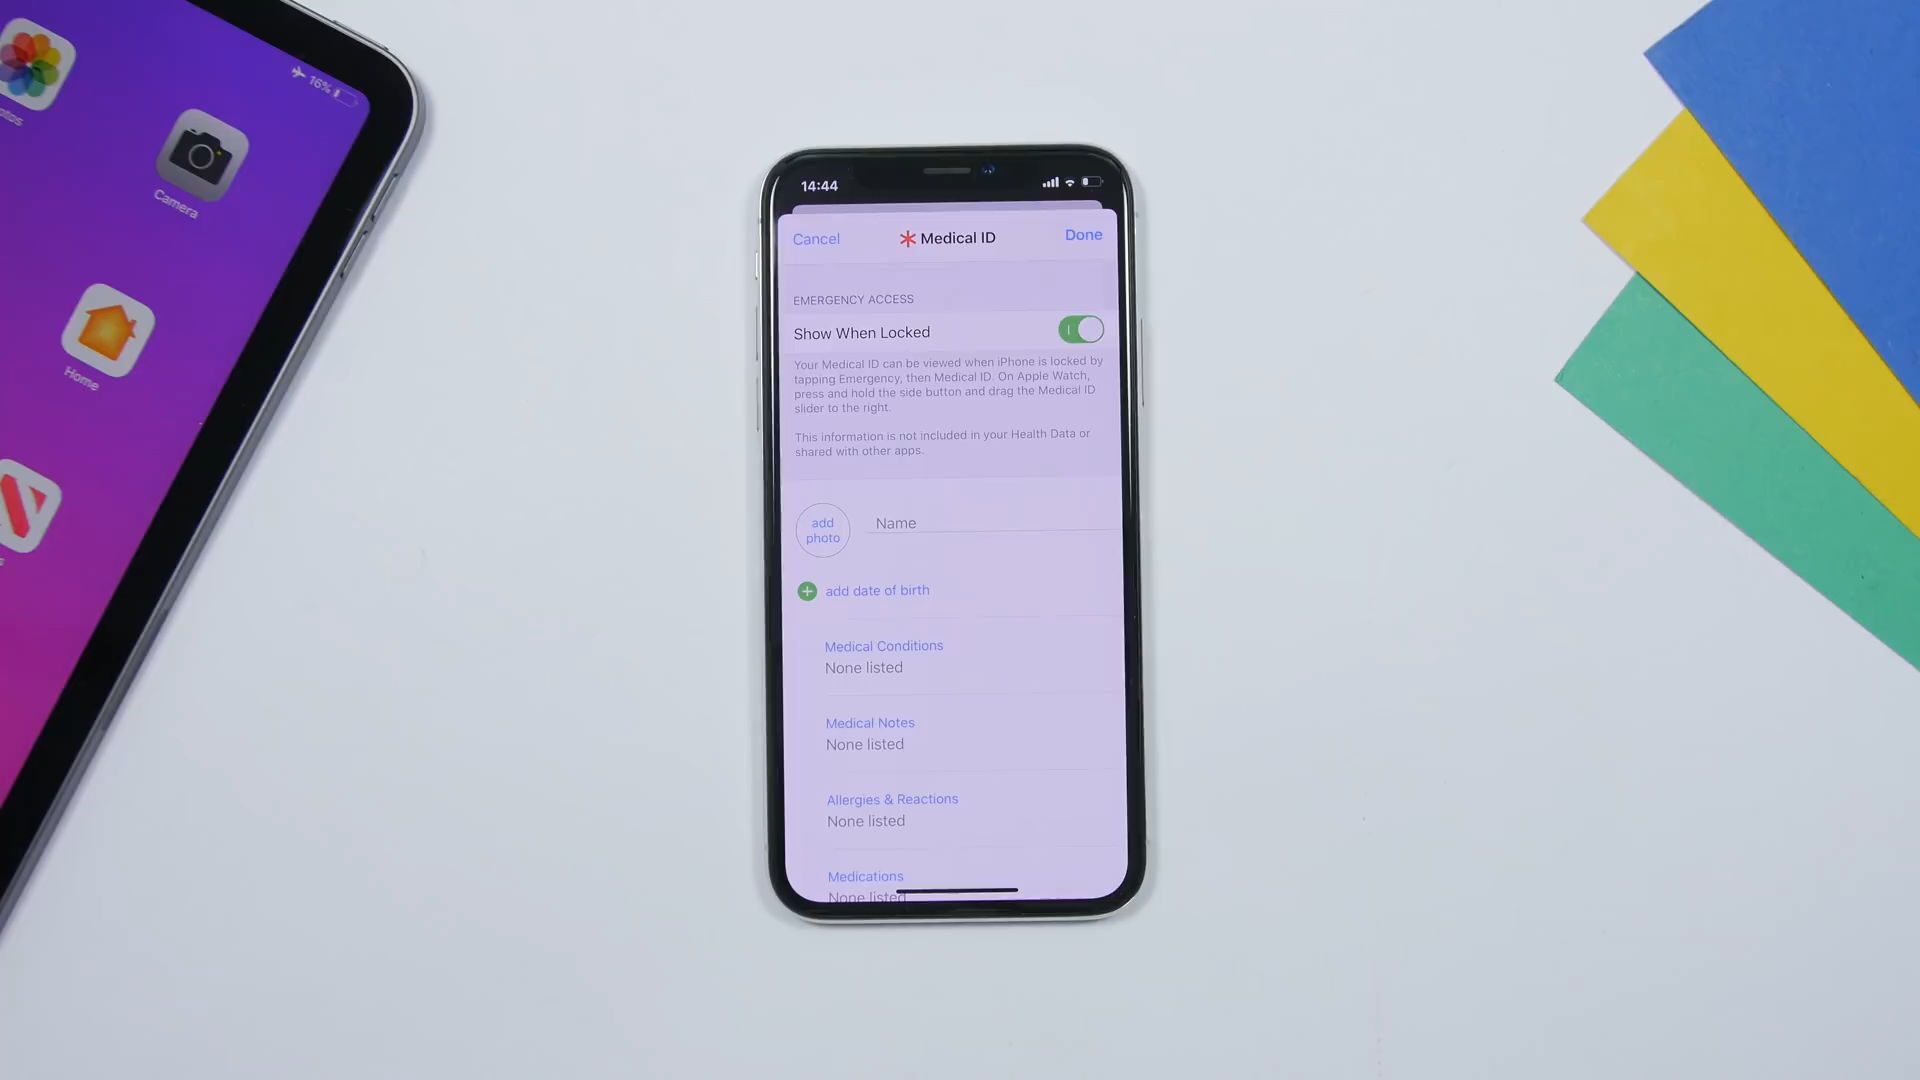 16%
Camera
Home
14:44
Cancel
Medical ID
Done
EMERGENCY ACCESS
Show When Locked
Your Medical ID can be viewed when iPhone is locked by
tapping Emergency, then Medical ID. On Apple Watch,
press and hold the side button and drag the Medical ID
slider to the right.
This information is not included in your Health Data or
shared with other apps.
add
photo
Name
add date of birth
Medical Conditions
None listed
Medical Notes
None listed
Allergies & Reactions
None listed
Medications
None listed